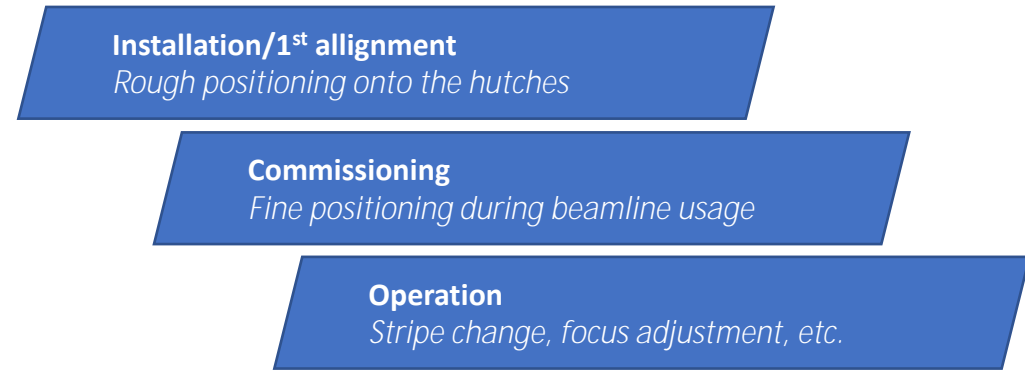 Installation/1st allignment
Rough positioning onto the hutches
Commissioning
Fine positioning during beamline usage
Operation
Stripe change, focus adjustment, etc.